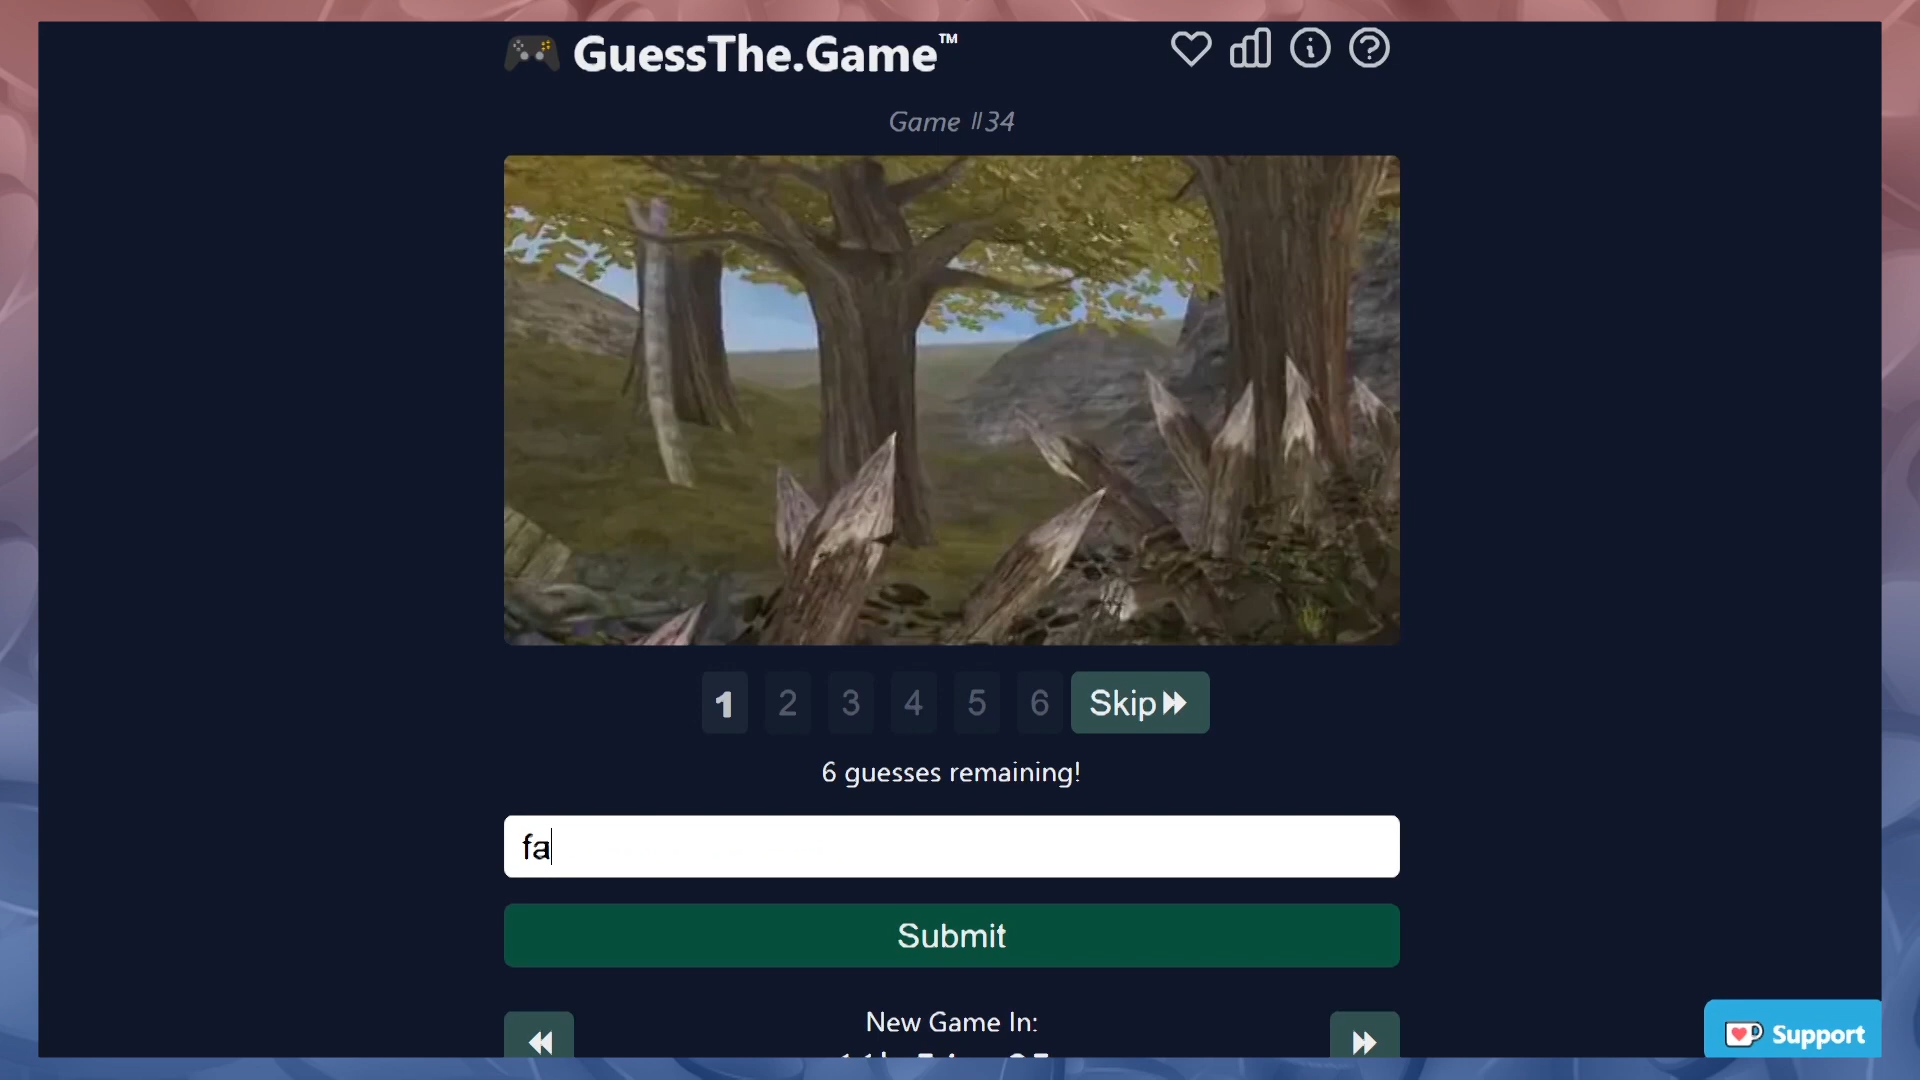 GuessThe.Game™
Game #34
1 2 3 4 5 6 Skip
6 guesses remaining!
fa
Submit
New Game In:
Support